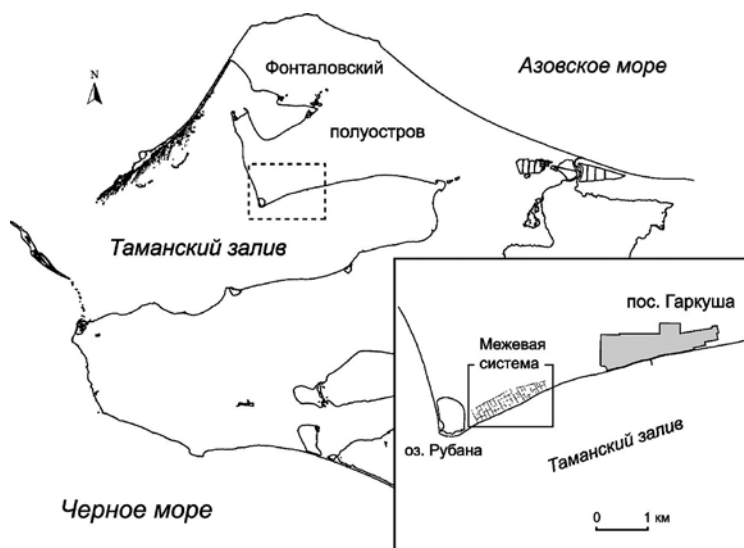 Фонталовский
Азовское море
N
полуостров
Таманский залив
пос. Гаркуша
Межевая
система
оз. Рубана
Таманский залив
Черное море
0 1 км